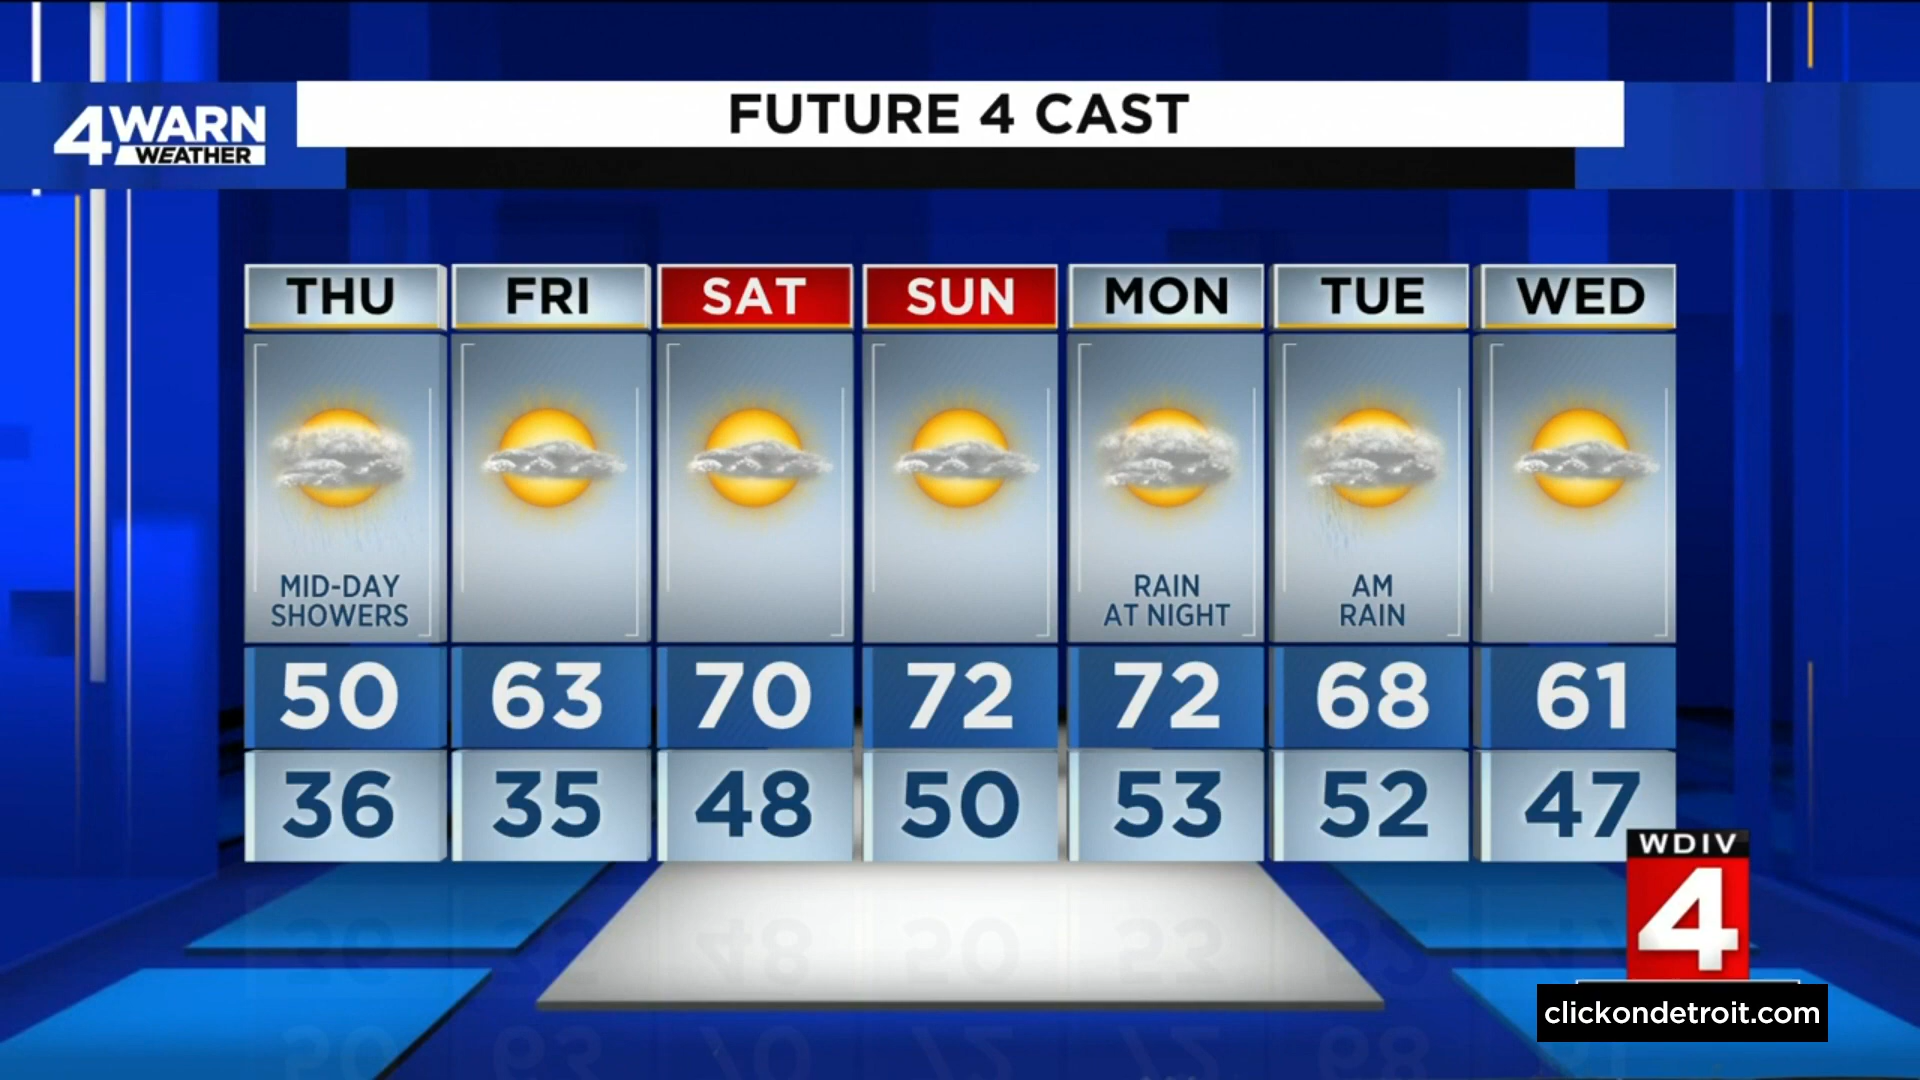 4WARN
WEATHER
FUTURE 4 CAST
THU FRI SAT SUN MON TUE WED
MID-DAY
SHOWERS
RAIN
AT NIGHT
AM
RAIN
50 63 70 72 72 68 61
36 35 48 50 53 52 47
WDIV
4
clickondetroit.com